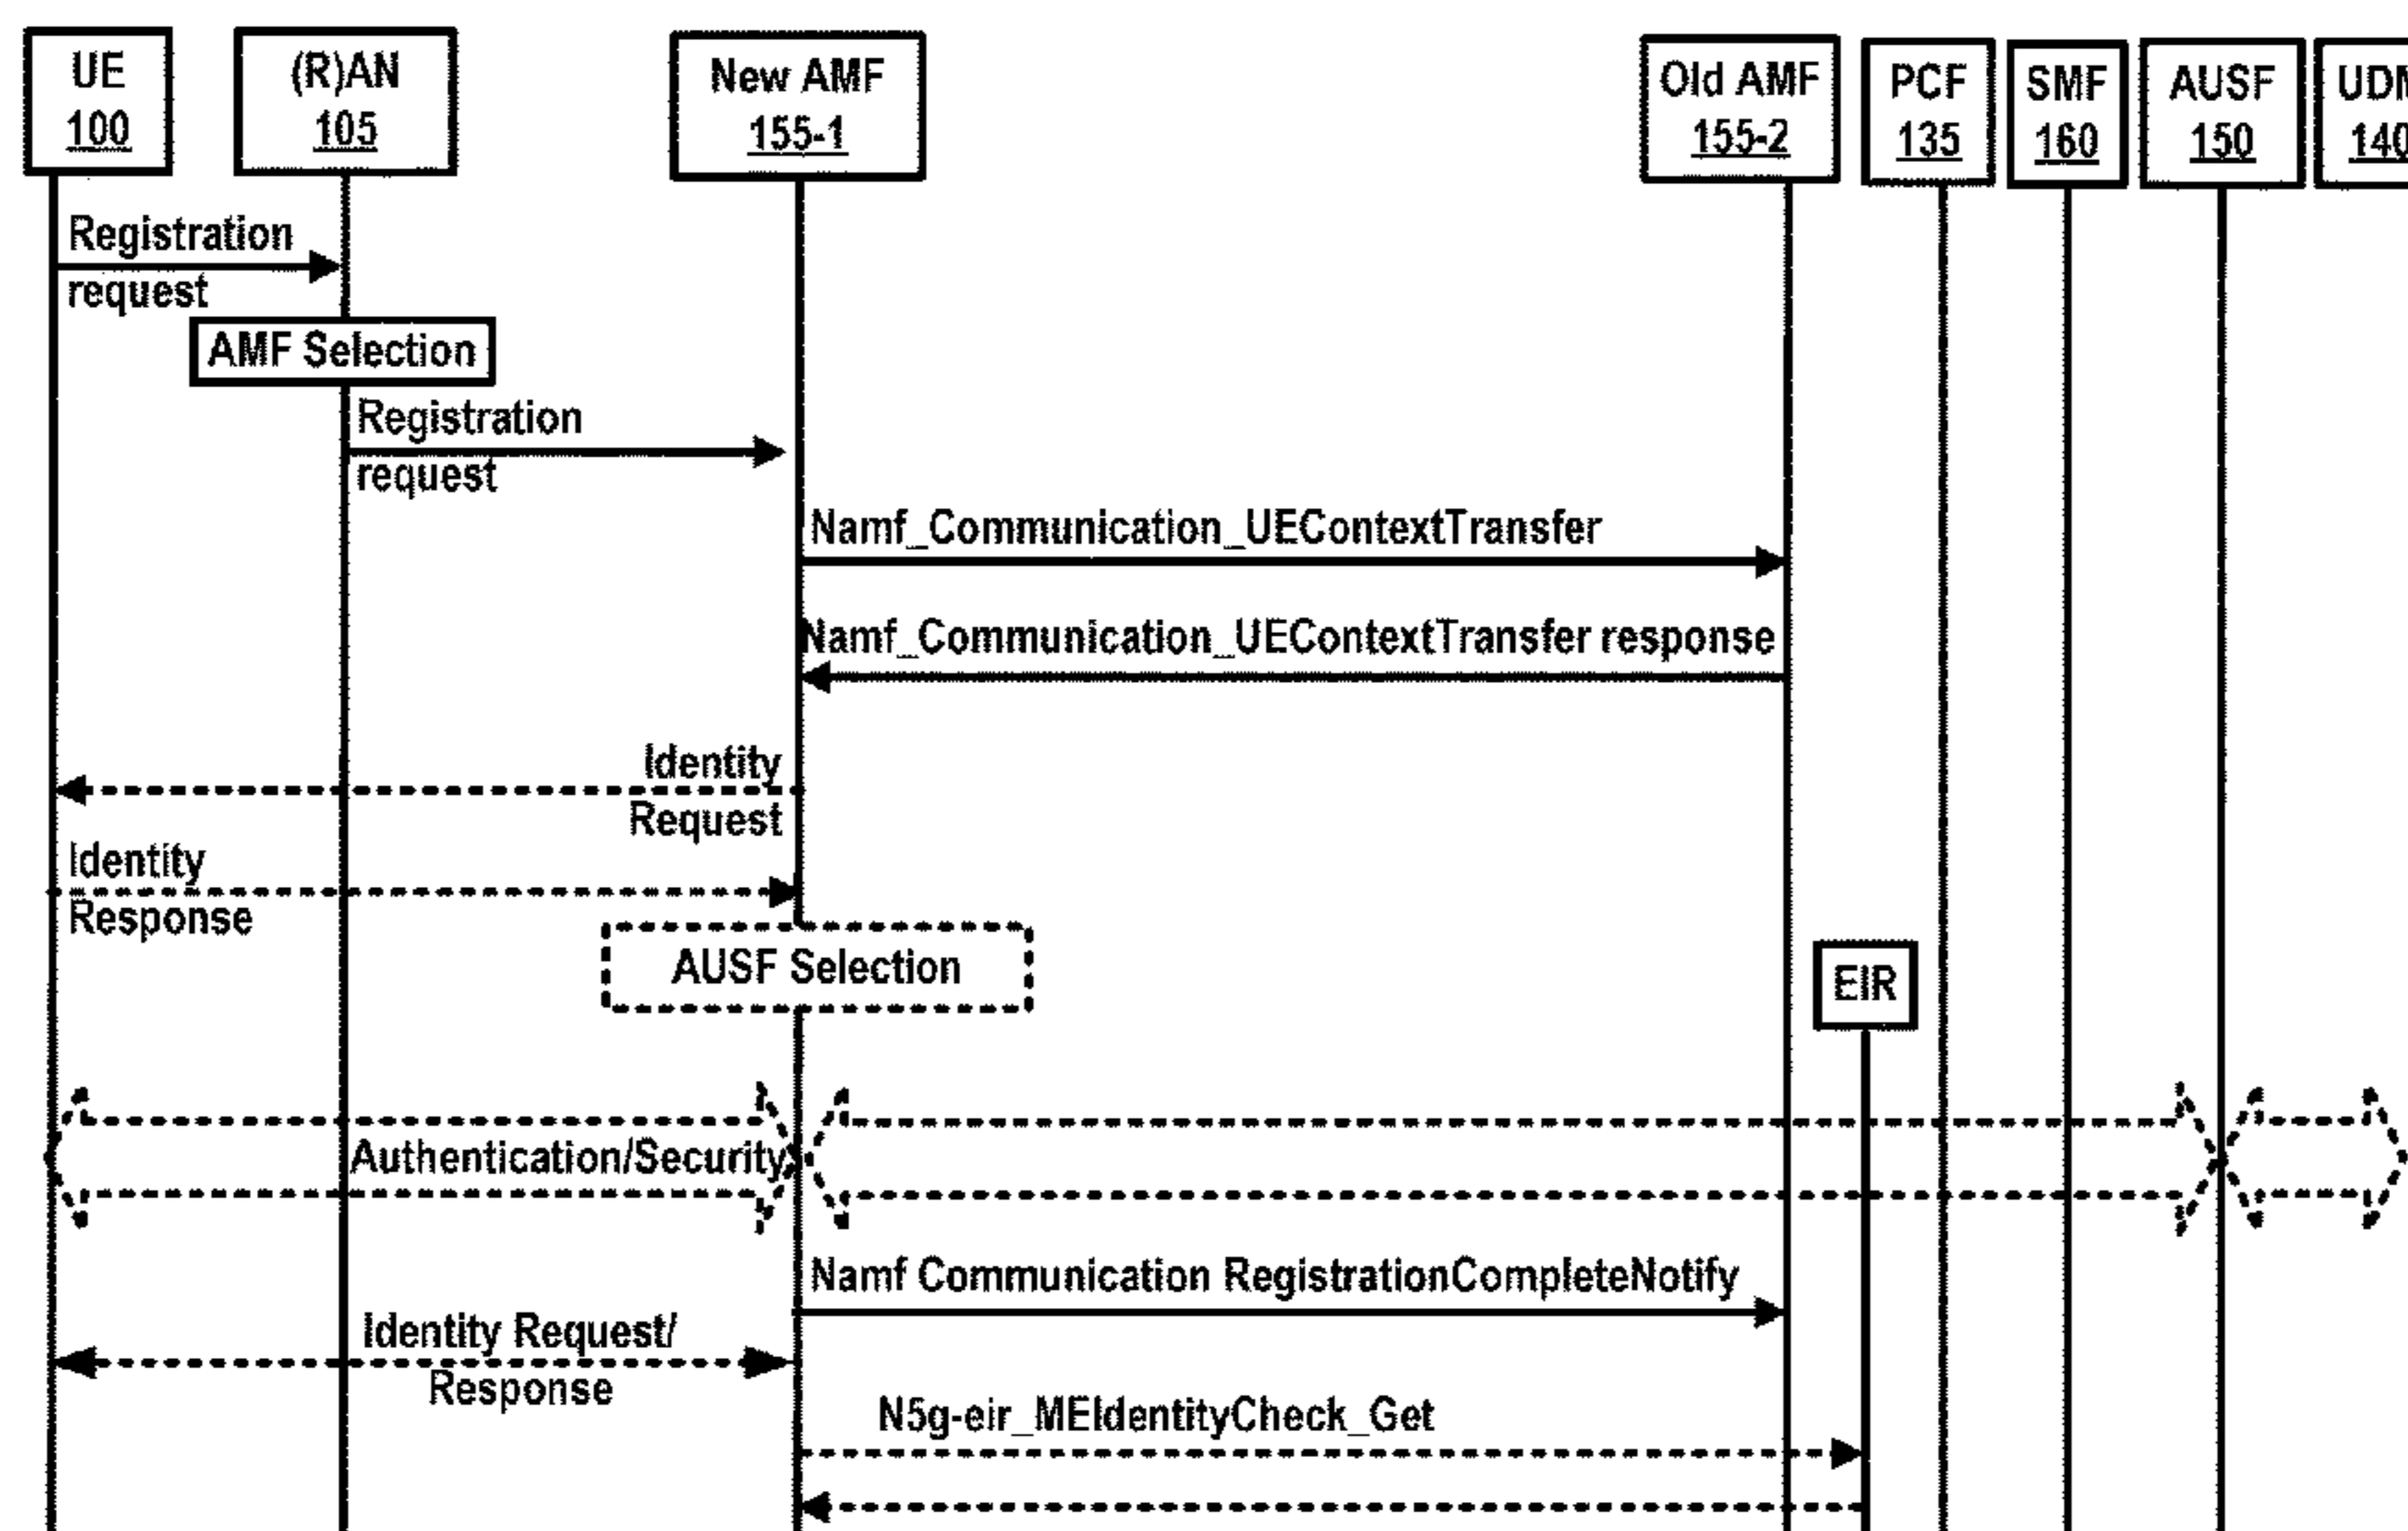 UE
100
(R)AN
105
New AMF
155-1
Old AMF
155-2
PCF
135
SMF
160
AUSF
150
UDM
140
Registration
request
AMF Selection
Registration
request
Namf_Communication_UEContextTransfer
Namf_Communication_UEContextTransfer response
Identity
Request
Identity
Response
AUSF Selection
EIR
Authentication/Security
Namf Communication RegistrationCompleteNotify
Identity Request/
Response
N5g-eir_MEIdentityCheck_Get